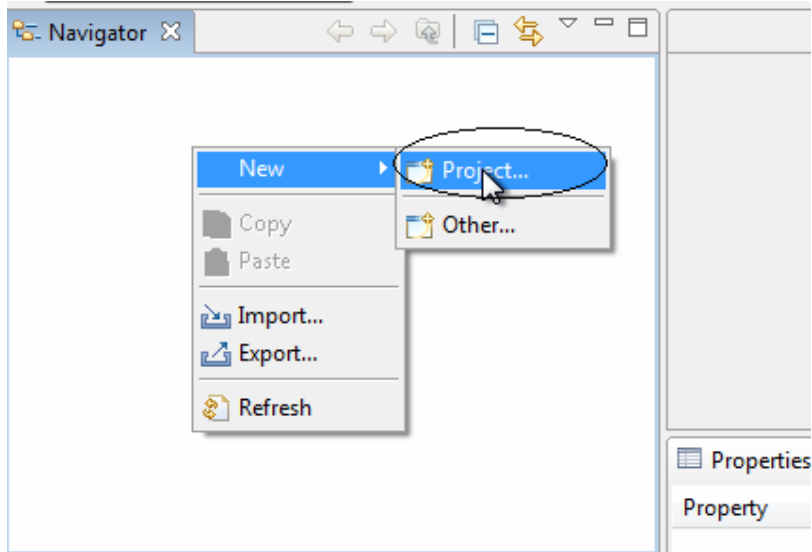 Navigator
New
Project...
Copy
Other...
Paste
Import...
Export...
Refresh
Properties
Property